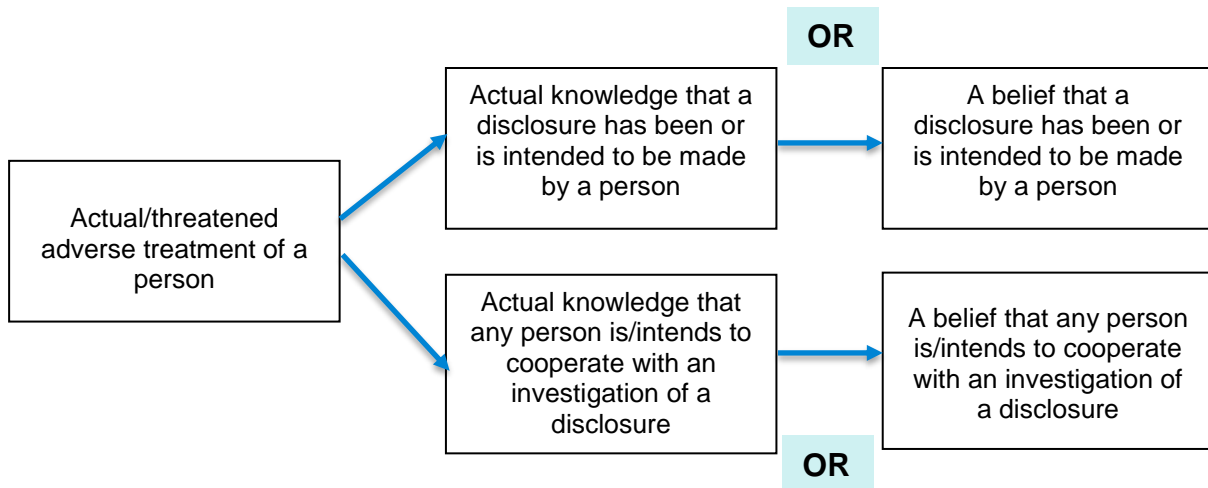 OR
Actual/threatened
adverse treatment of a
person
Actual knowledge that a
disclosure has been or
is intended to be made
by a person
A belief that a
disclosure has been or
is intended to be made
by a person
Actual knowledge that
any person is/intends to
cooperate with an
investigation of a
disclosure
A belief that any person
is/intends to cooperate
with an investigation of
a disclosure
OR